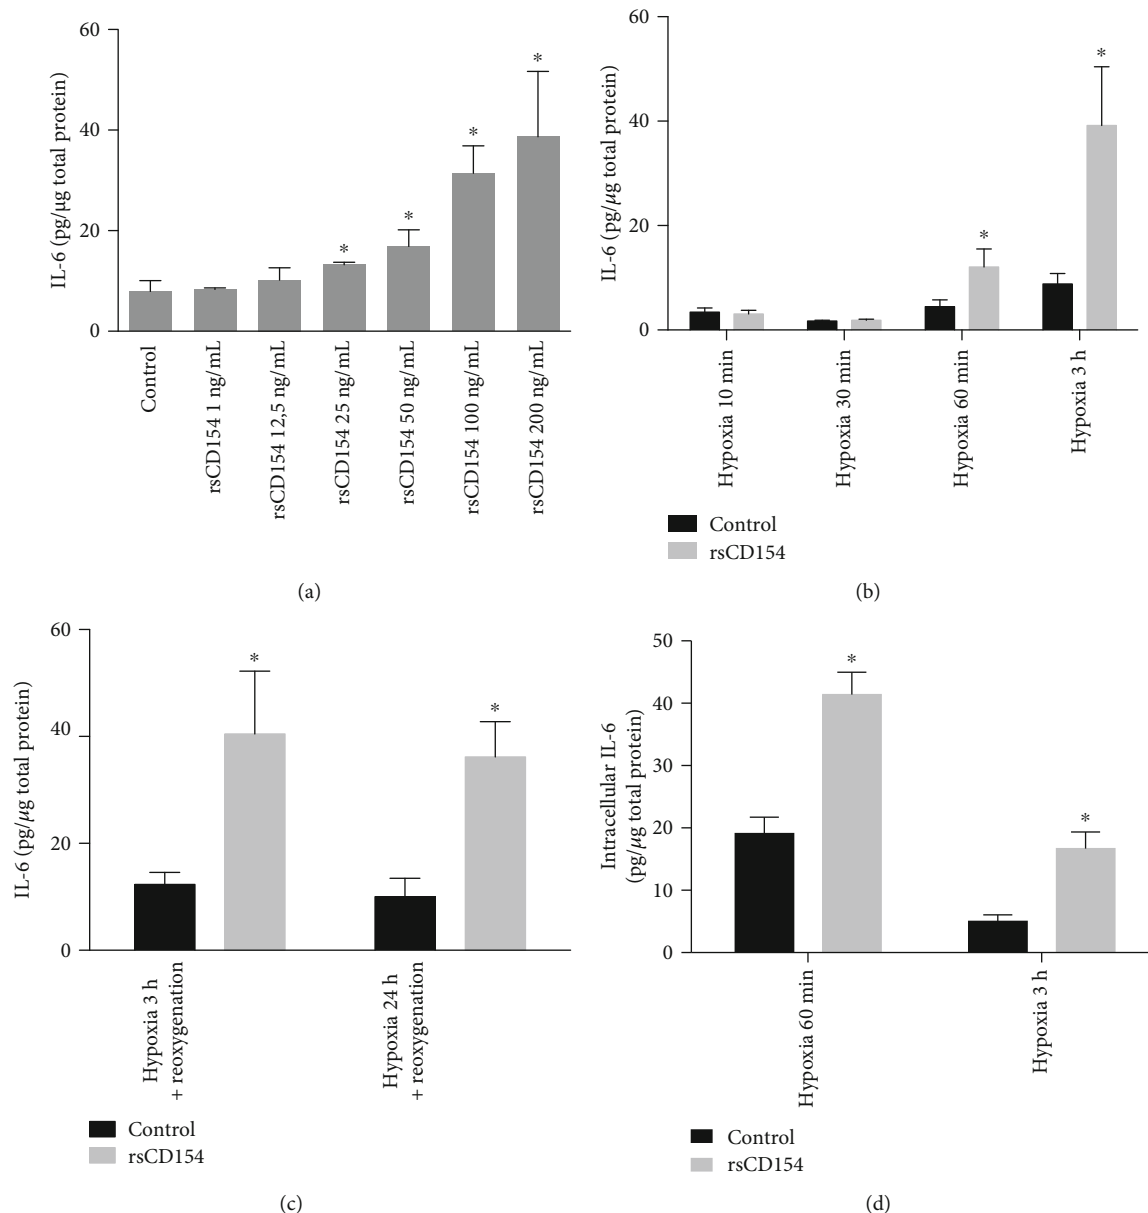 60
40
20
0
IL-6 (pg/μg total protein)
*
*
*
*
*
Control
rsCD154 1 ng/mL
rsCD154 12,5 ng/mL
rsCD154 25 ng/mL
rsCD154 50 ng/mL
rsCD154 100 ng/mL
rsCD154 200 ng/mL
(a)
60
40
20
0
IL-6 (pg/μg total protein)
*
*
Hypoxia 10 min
Hypoxia 30 min
Hypoxia 60 min
Hypoxia 3 h
Control
rsCD154
(b)
60
40
20
0
IL-6 (pg/μg total protein)
*
*
Hypoxia 3 h
+ reoxygenation
Hypoxia 24 h
+ reoxygenation
Control
rsCD154
(c)
50
40
30
20
10
0
Intracellular IL-6
(pg/μg total protein)
*
*
Hypoxia 60 min
Hypoxia 3 h
Control
rsCD154
(d)